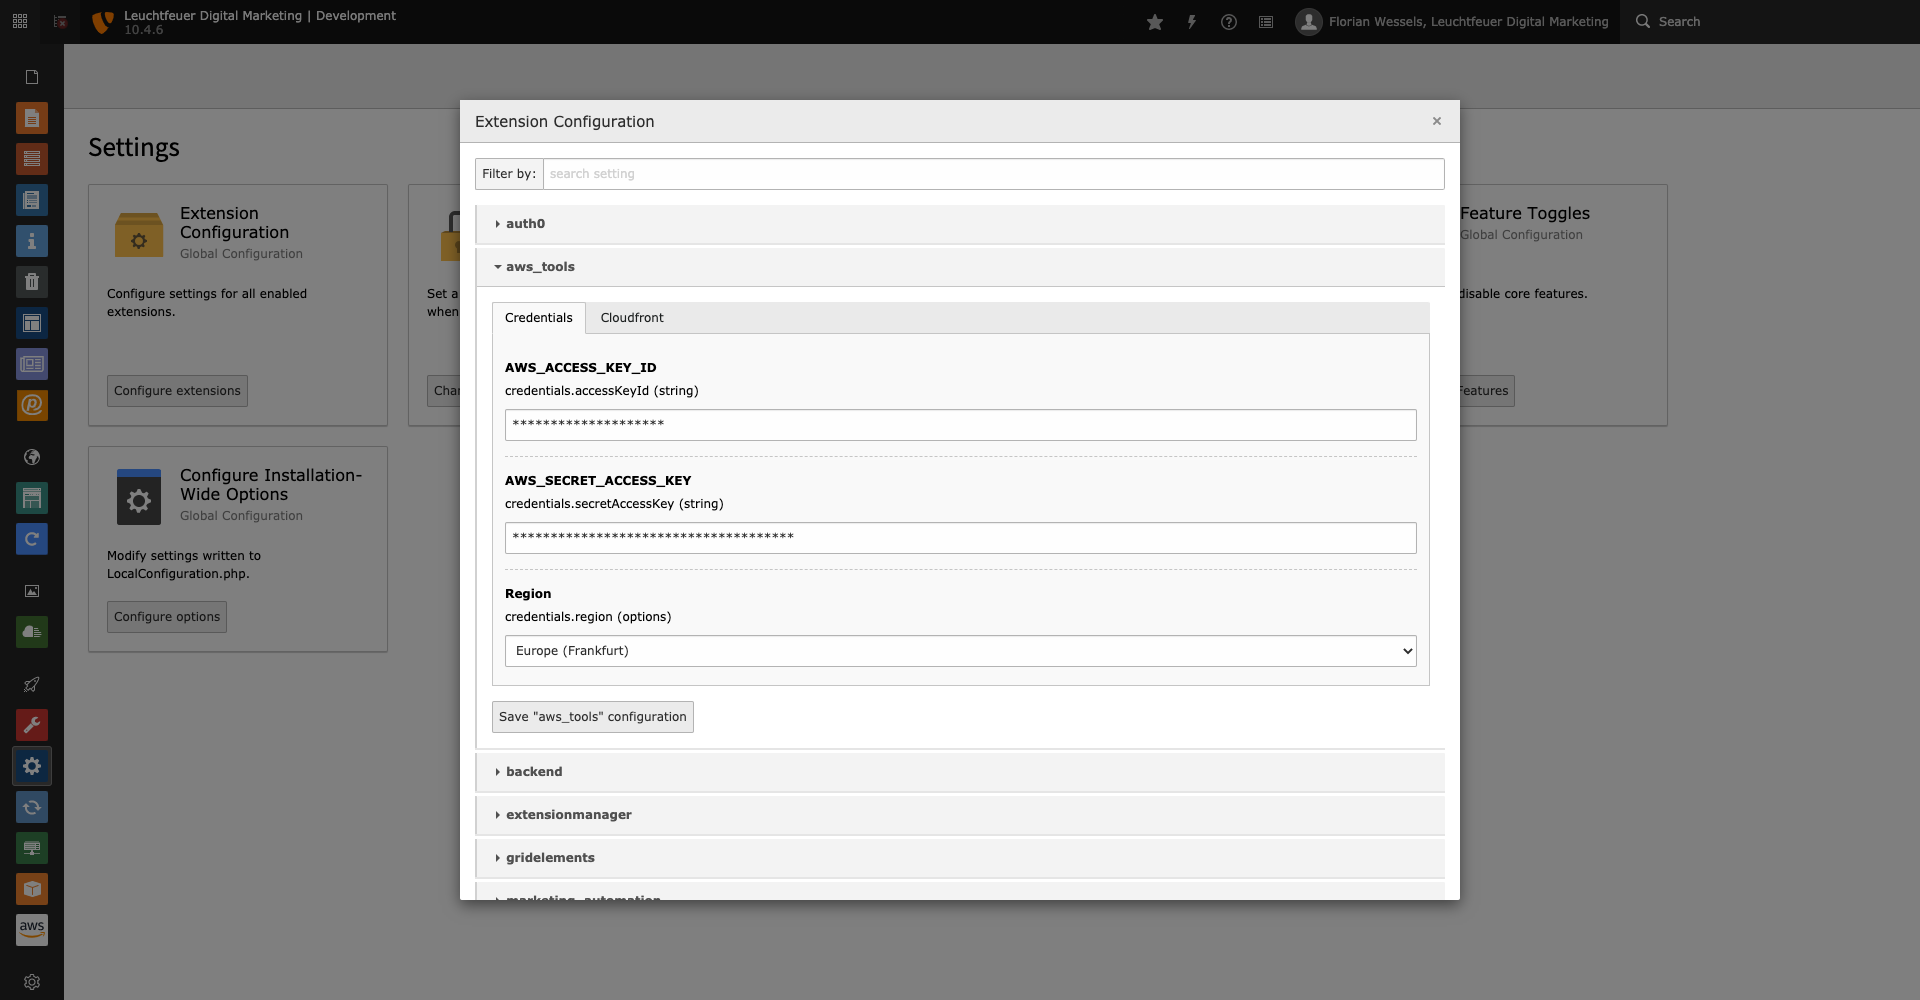 Leuchtfeuer Digital Marketing | Development
10.4.6
Florian Wessels, Leuchtfeuer Digital Marketing
Search
Settings
Extension
Configuration
Global Configuration
Configure settings for all enabled
extensions.
Configure extensions
Set a
when
Chan
Feature Toggles
Global Configuration
disable core features.
Features
Configure Installation-
Wide Options
Global Configuration
Modify settings written to
LocalConfiguration.php.
Configure options
aws
Extension Configuration
×
Filter by:
search setting
auth0
aws_tools
Credentials
Cloudfront
AWS_ACCESS_KEY_ID
credentials.accessKeyId (string)
********************
AWS_SECRET_ACCESS_KEY
credentials.secretAccessKey (string)
*************************************
Region
credentials.region (options)
Europe (Frankfurt)
Save "aws_tools" configuration
backend
extensionmanager
gridelements
marketing_automation